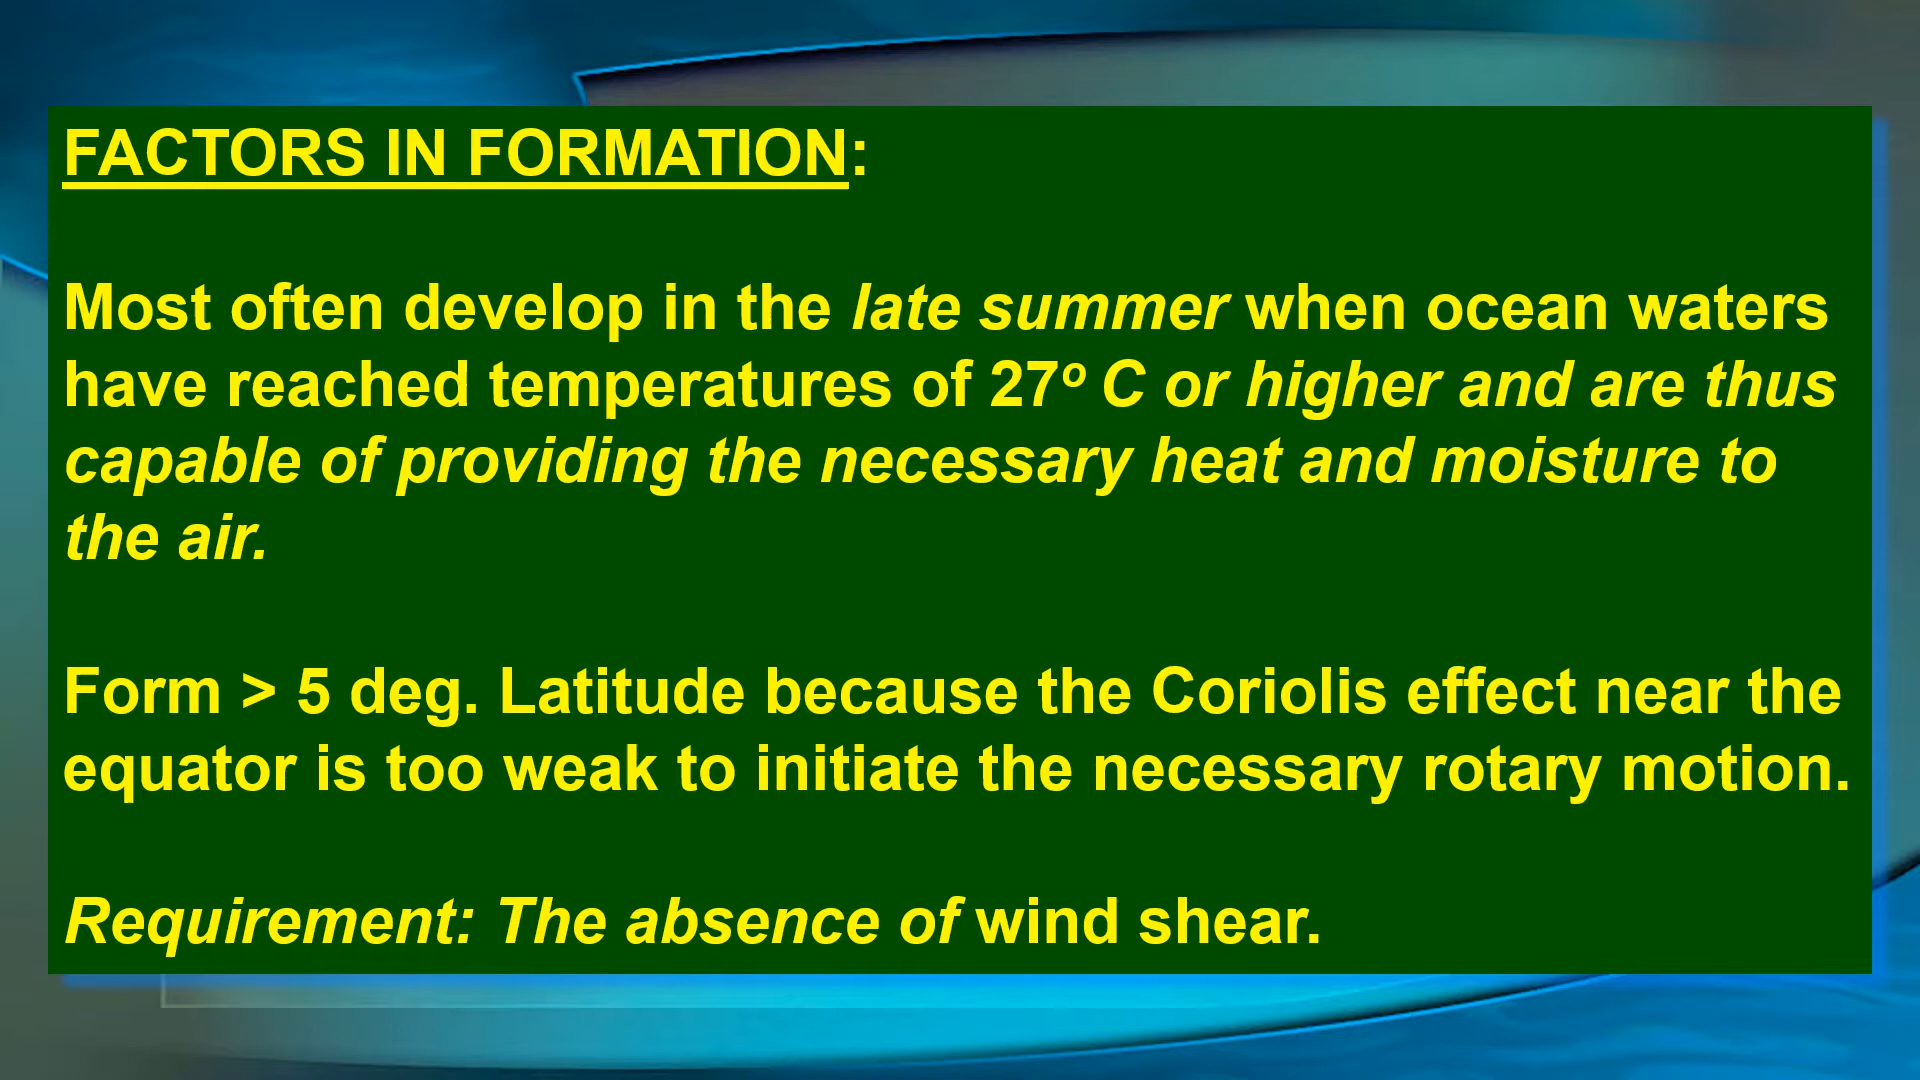 FACTORS IN FORMATION:
Most often develop in the late summer when ocean waters
have reached temperatures of 27º C or higher and are thus
capable of providing the necessary heat and moisture to
the air.
Form > 5 deg. Latitude because the Coriolis effect near the
equator is too weak to initiate the necessary rotary motion.
Requirement: The absence of wind shear.